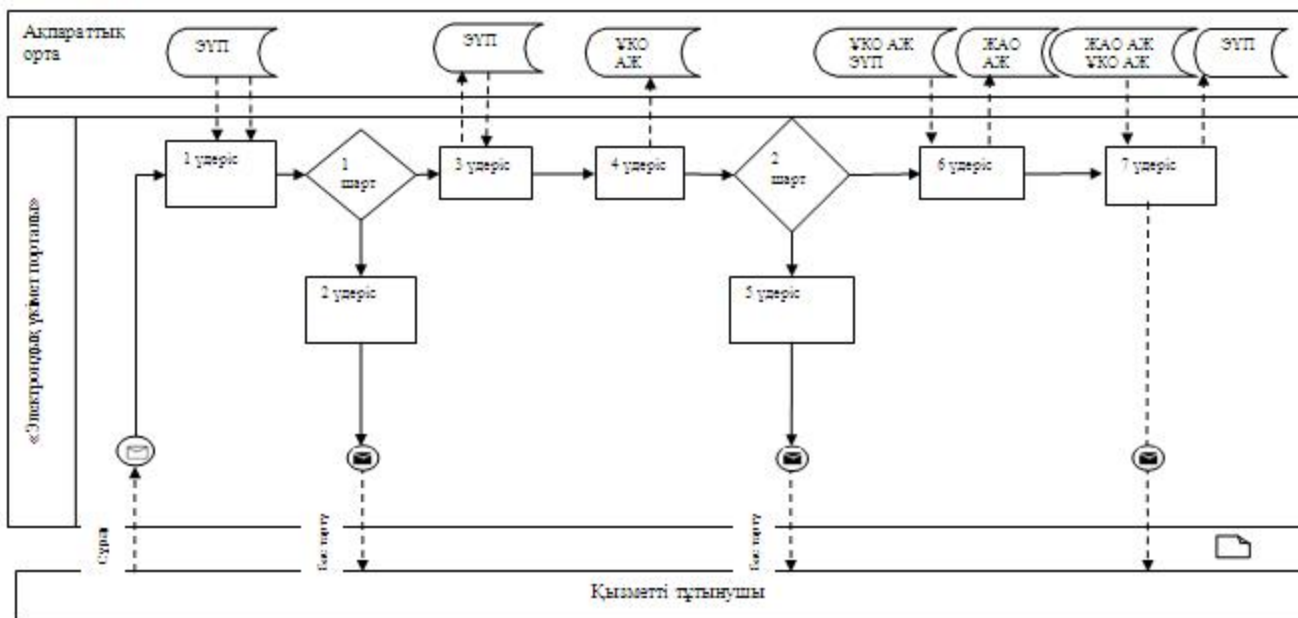 Ақпараттық
орта
ЭҮП
ЭҮП
ҰКО
АЖ
ҰКО АЖ
ЭҮП
ЖАО
АЖ
ЖАО АЖ
ҰКО АЖ
ЭҮП
«Электрондық үкімет порталы»
1 үдеріс
1
шарт
3 үдеріс
4 үдеріс
2
шарт
6 үдеріс
7 үдеріс
2 үдеріс
5 үдеріс
Бас тарту
Бас тарту
Қызметті тұтынушы